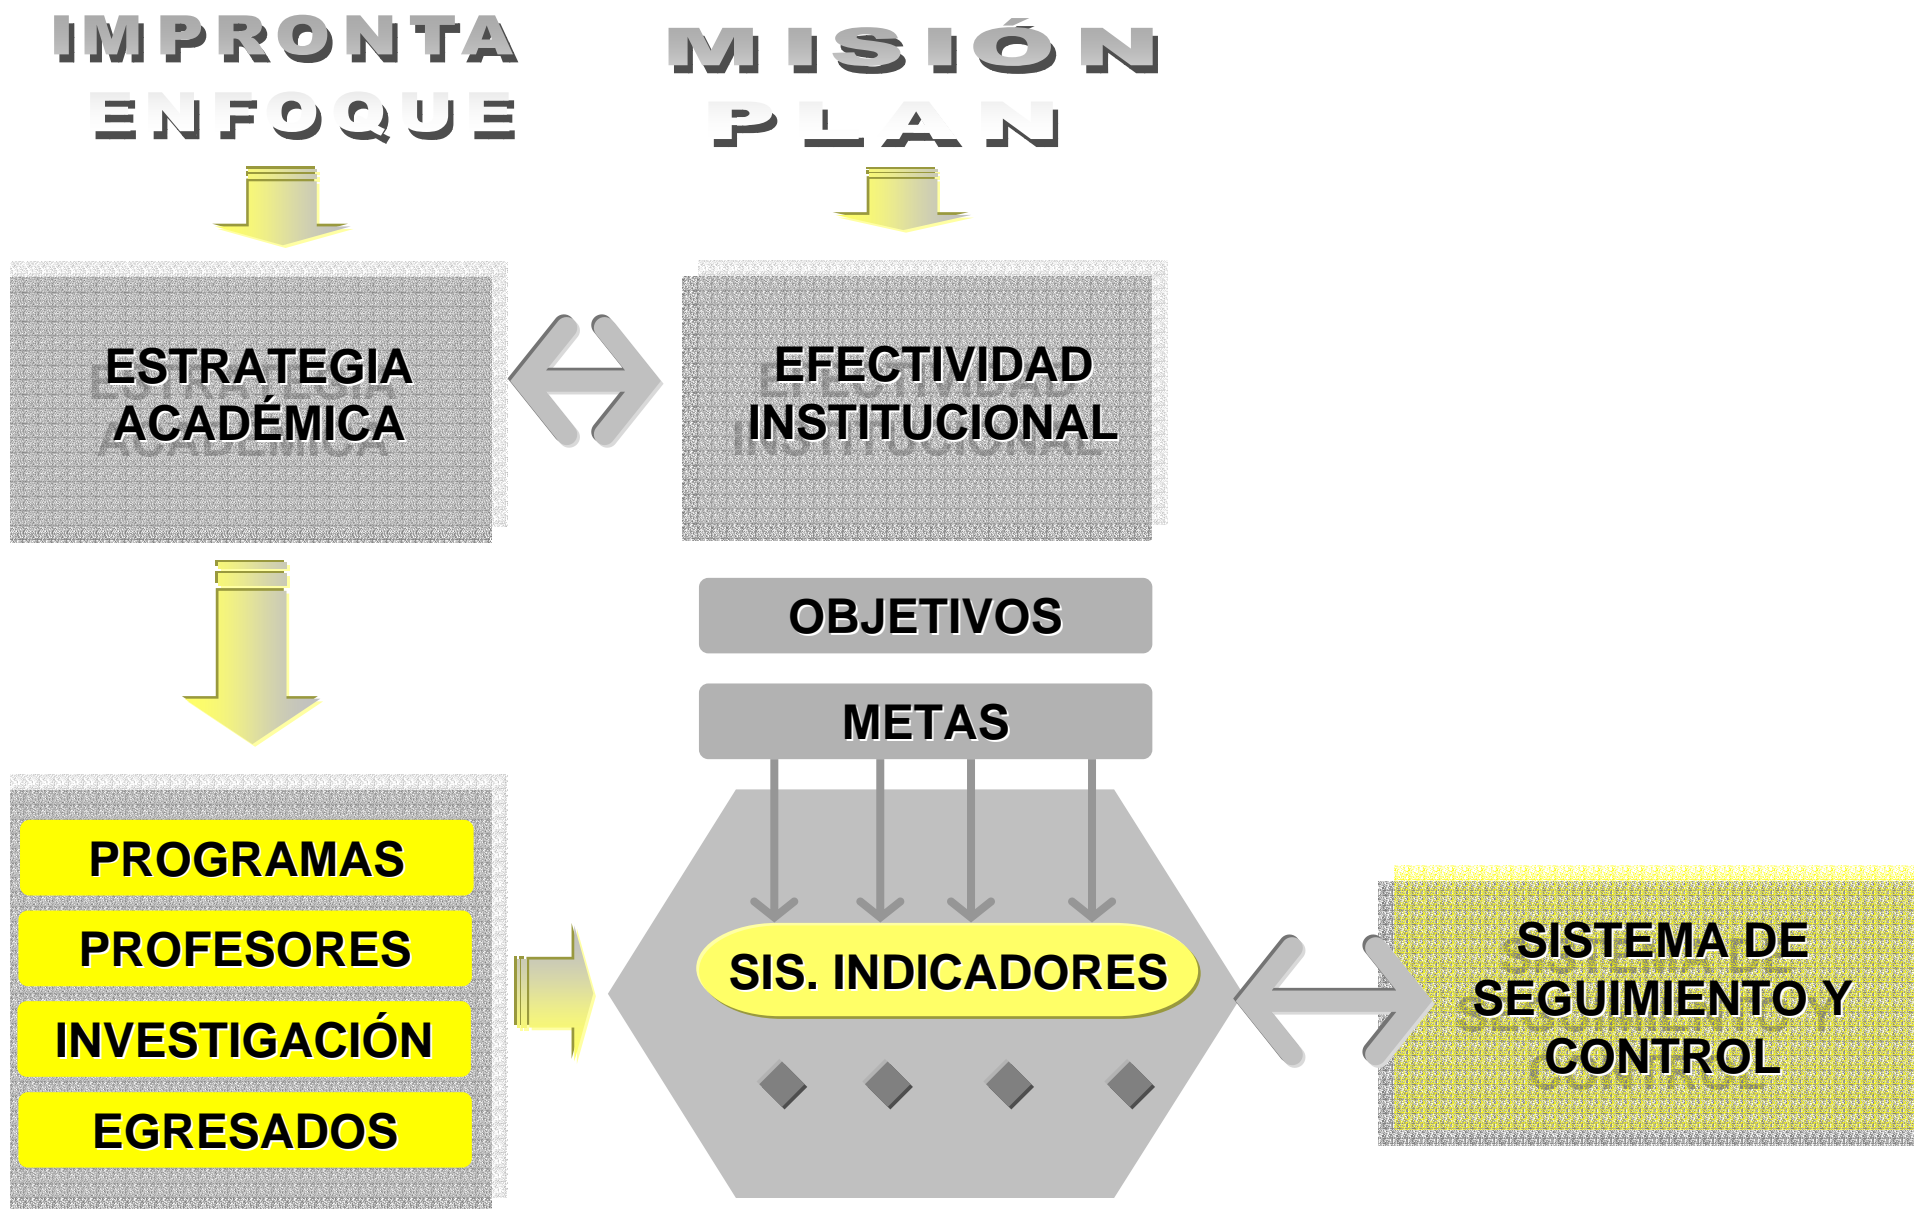 IMPRONTA
ENFOQUE
MISIÓN
PLAN
ESTRATEGIA
ACADÉMICA
EFECTIVIDAD
INSTITUCIONAL
OBJETIVOS
METAS
PROGRAMAS
PROFESORES
INVESTIGACIÓN
EGRESADOS
SIS. INDICADORES
SISTEMA DE
SEGUIMIENTO Y
CONTROL